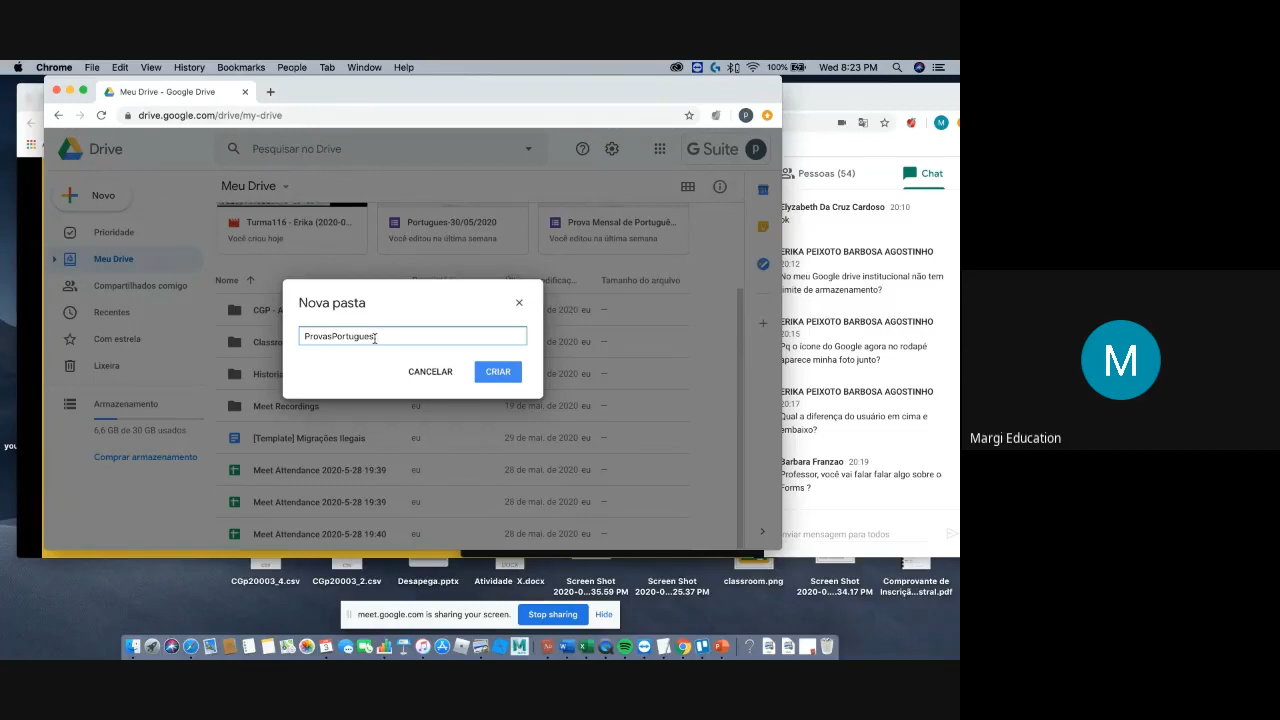 Chrome File Edit View History Bookmarks People Tab Window Help 100% Wed 8:23 PM
Meu Drive - Google Drive
drive.google.com/drive/my-drive
Drive
Pesquisar no Drive
G Suite P
Novo
Meu Drive
Prioridade
Meu Drive
Compartilhados comigo
Recentes
Com estrela
Lixeira
Armazenamento
6,6 GB de 30 GB usados
Comprar armazenamento
Turma116 - Erika (2020-0...
Você criou hoje
Portugues-30/05/2020
Você editou na última semana
Prova Mensal de Portuguê...
Você editou na última semana
Nome
Tamanho do arquivo
Nova pasta
ProvasPortugues
CANCELAR CRIAR
Meet Recordings eu 19 de mai. de 2020 eu —
[Template] Migrações Ilegais eu 29 de mai. de 2020 eu —
Meet Attendance 2020-5-28 19:39 eu 28 de mai. de 2020 eu —
Meet Attendance 2020-5-28 19:39 eu 28 de mai. de 2020 eu —
Meet Attendance 2020-5-28 19:40 eu 28 de mai. de 2020 eu —
Pessoas (54) Chat
Elyzabeth Da Cruz Cardoso 20:10
ok
ERIKA PEIXOTO BARBOSA AGOSTINHO
20:12
No meu Google drive institucional não tem
limite de armazenamento?
ERIKA PEIXOTO BARBOSA AGOSTINHO
20:15
Pq o ícone do Google agora no rodapé
aparece minha foto junto?
ERIKA PEIXOTO BARBOSA AGOSTINHO
20:17
Qual a diferença do usuário em cima e
embaixo?
Barbara Franzao 20:19
Professor, você vai falar falar algo sobre o
Forms ?
enviar mensagem para todos
CGp20003_4.csv
CGp20003_2.csv
Desapega.pptx
Atividade X.docx
Screen Shot
2020-0...35.59 PM
Screen Shot
2020-0...25.37 PM
classroom.png
Screen Shot
2020-0....34.17 PM
Comprovante de
Inscriçã...stral.pdf
meet.google.com is sharing your screen. Stop sharing Hide
M
Margi Education